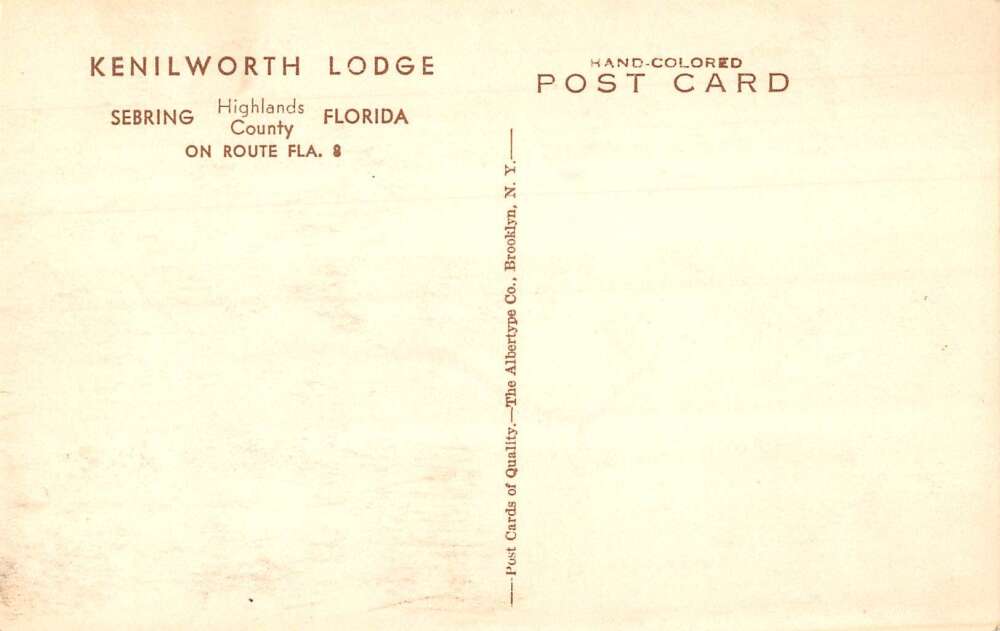 KENILWORTH LODGE
SEBRING Highlands County FLORIDA
ON ROUTE FLA. 8
HAND-COLORED
POST CARD
Post Cards of Quality.—The Albertype Co., Brooklyn, N. Y.